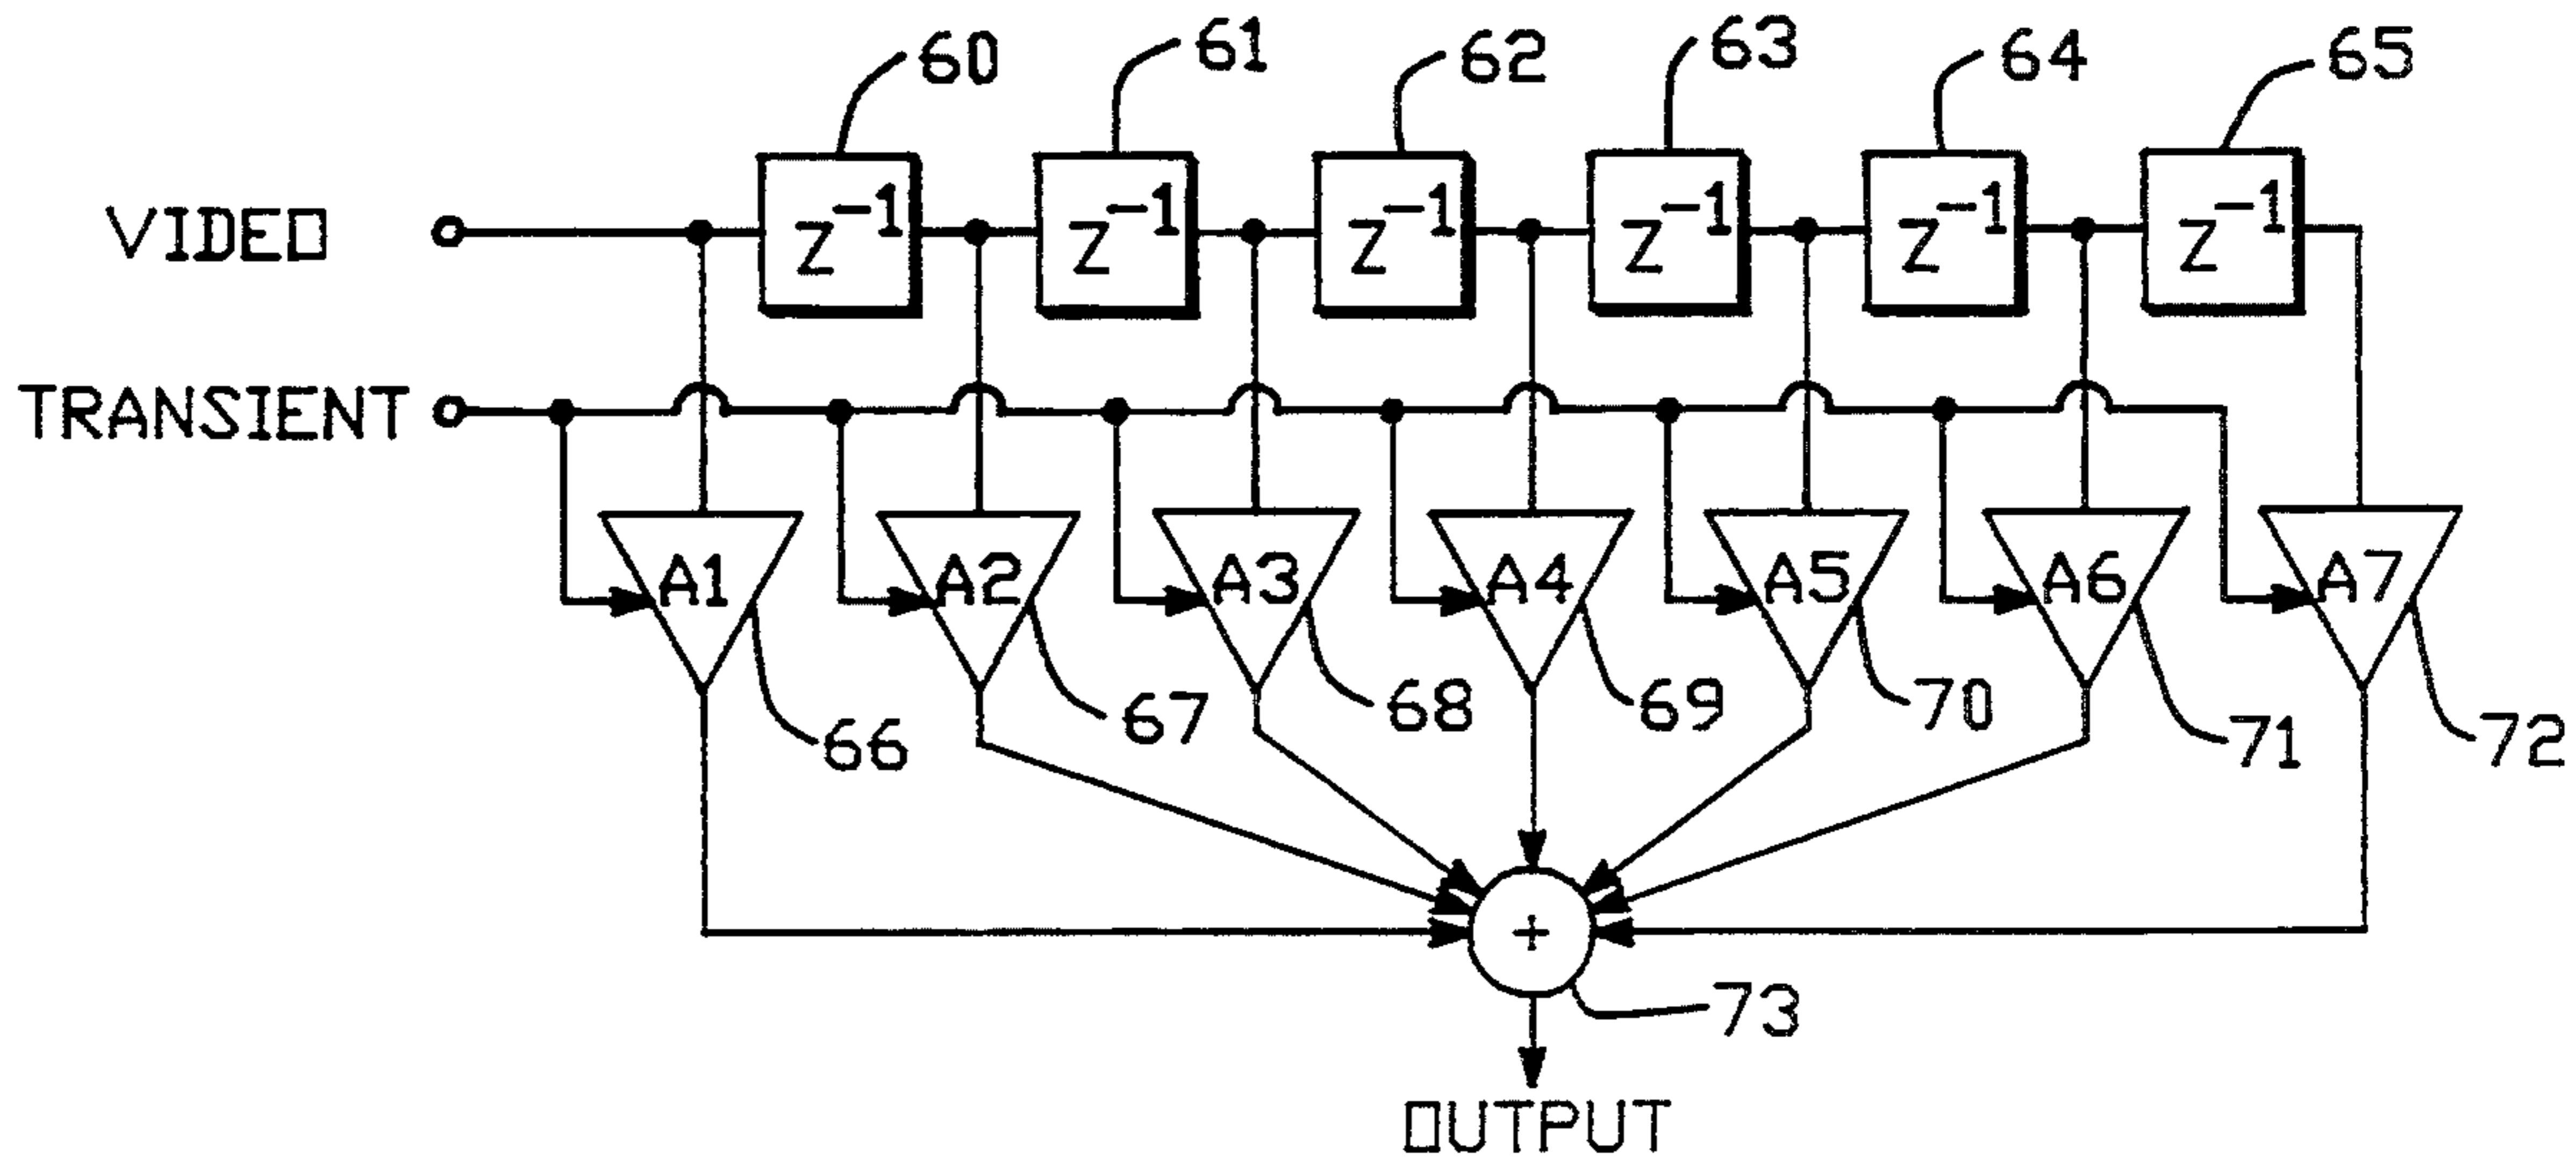 60 61 62 63 64 65
VIDEO Z⁻¹ Z⁻¹ Z⁻¹ Z⁻¹ Z⁻¹ Z⁻¹
TRANSIENT
A1 A2 A3 A4 A5 A6 A7
66 67 68 69 70 71 72
+
73
OUTPUT